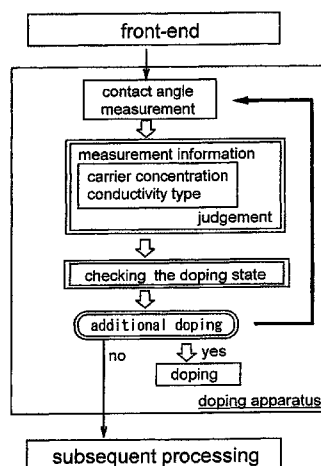 front-end
contact angle
measurement
measurement information
carrier concentration
conductivity type
judgement
checking the doping state
additional doping
no
yes
doping
doping apparatus
subsequent processing